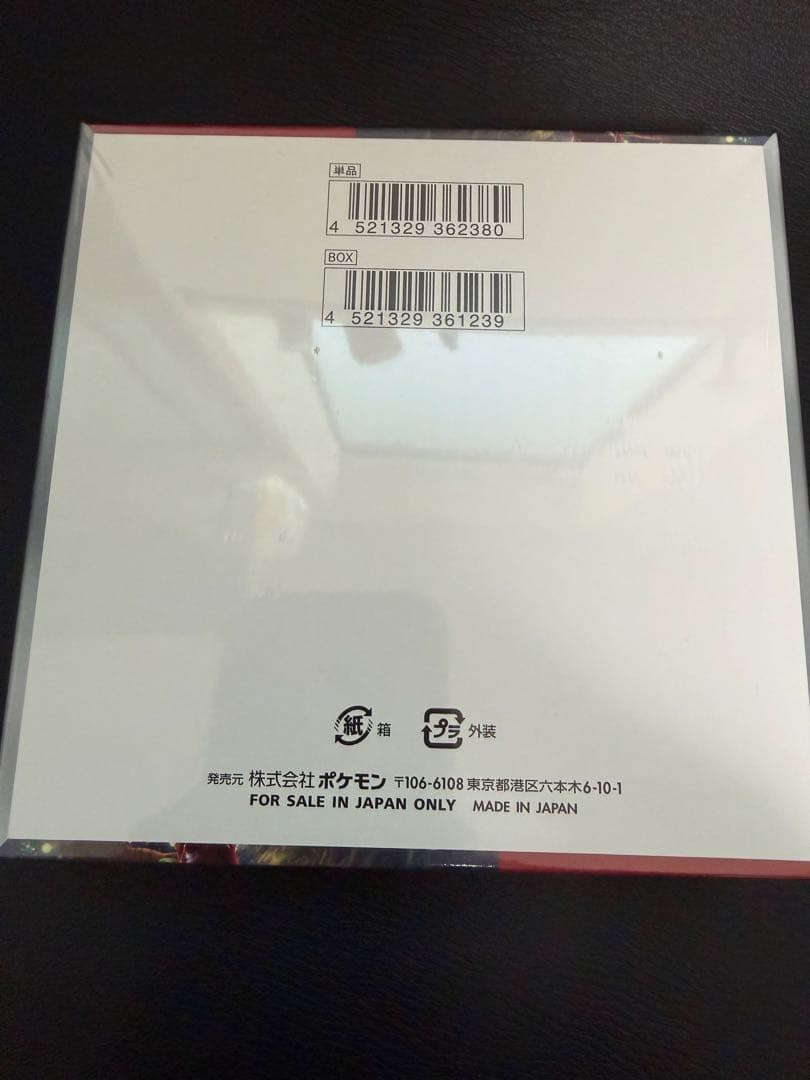 単品
4 521329 362380
BOX
4 521329 361239
紙 箱 プラ 外装
発売元 株式会社 ポケモン 〒106-6108 東京都港区六本木6-10-1
FOR SALE IN JAPAN ONLY MADE IN JAPAN